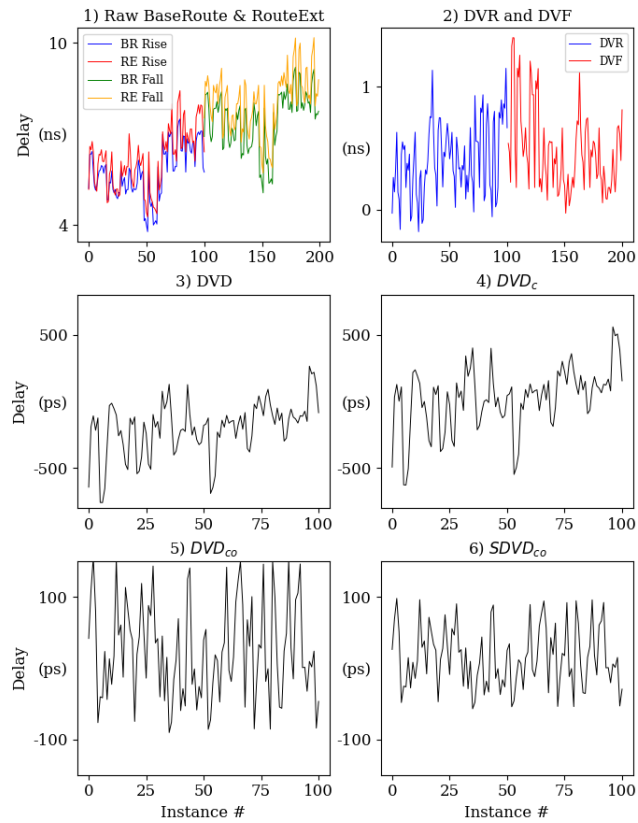 1) Raw BaseRoute & RouteExt
2) DVR and DVF
10
Delay
(ns)
4
BR Rise
RE Rise
BR Fall
RE Fall
0
50
100
150
200
1
(ns)
0
DVR
DVF
0
50
100
150
200
3) DVD
4) DVD_c
500
Delay
(ps)
-500
0
25
50
75
100
500
(ps)
-500
0
25
50
75
100
5) DVD_co
6) SDVD_co
100
Delay
(ps)
-100
0
25
50
75
100
Instance #
100
(ps)
-100
0
25
50
75
100
Instance #